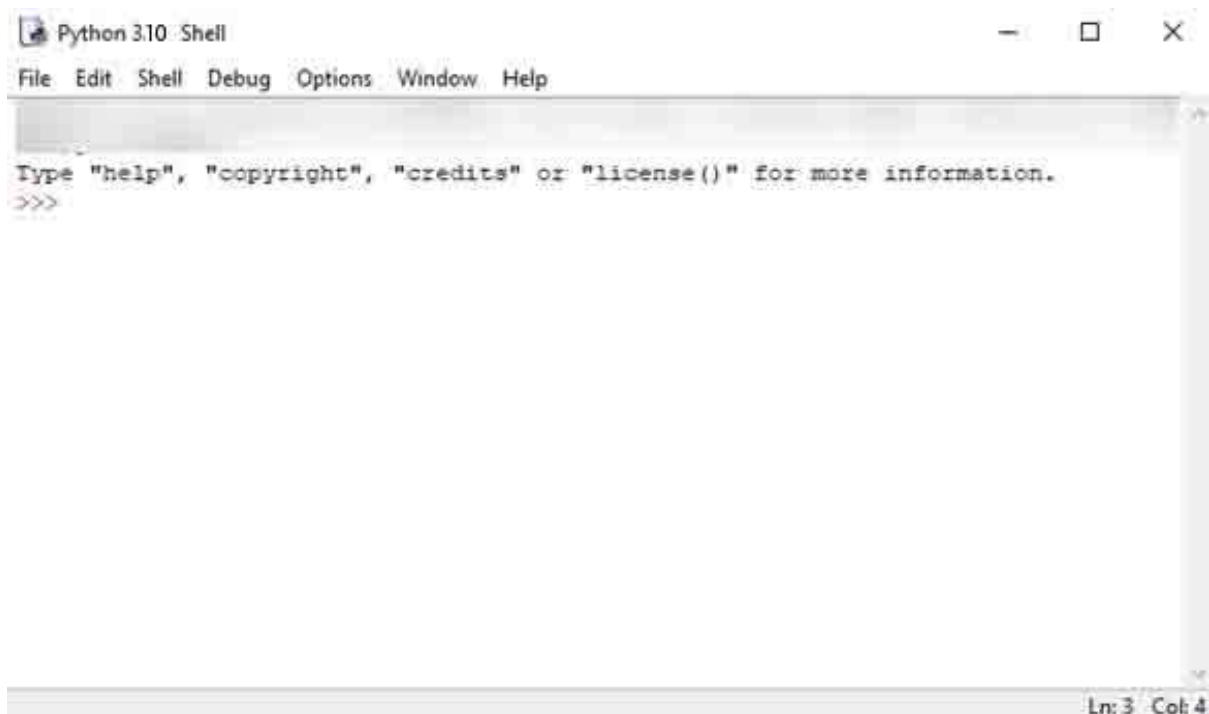 Python 3.10 Shell
File Edit Shell Debug Options Window Help
Type "help", "copyright", "credits" or "license()" for more information.
>>>
Ln: 3 Col: 4